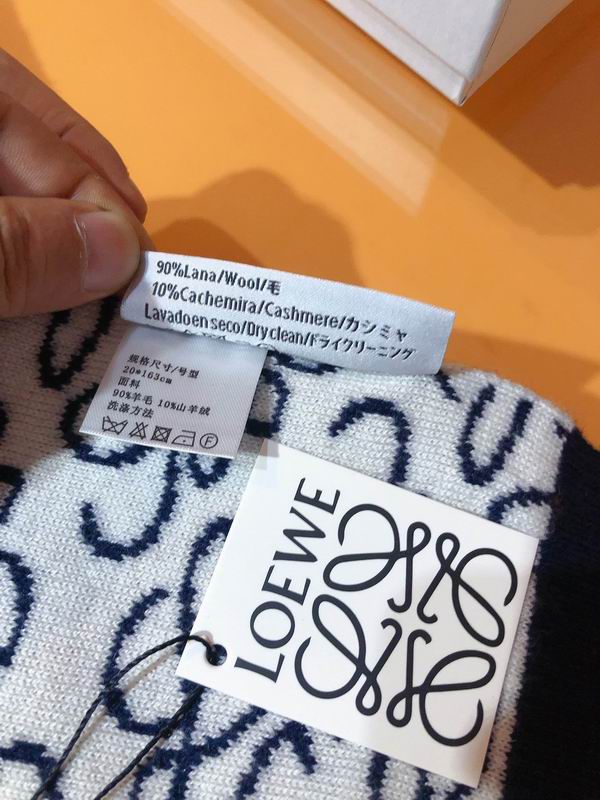 90%Lana/Wool/毛
10%Cachemira/Cashmere/カシミヤ
Lavadoen seco/Dryclean/ドライクリーニング
规格尺寸/号型
20*163cm
面料
90%羊毛 10%山羊绒
洗涤方法
F
LOEWE